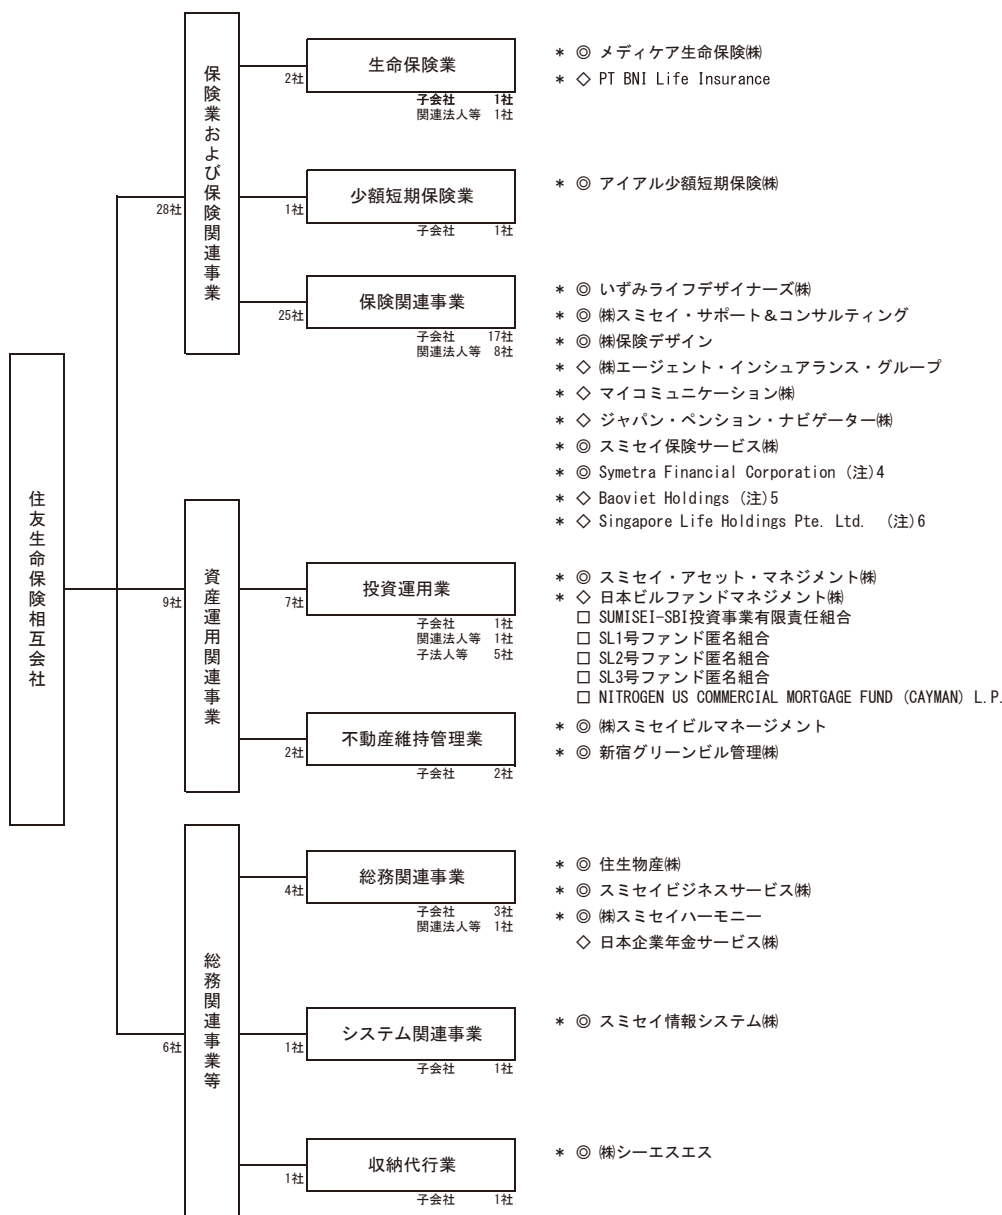 住友生命保険相互会社
保険業および保険関連事業
28社
生命保険業
2社
子会社 1社
関連法人等 1社
* ◎ メディケア生命保険㈱
* ◇ PT BNI Life Insurance
少額短期保険業
1社
子会社 1社
* ◎ アイアル少額短期保険㈱
保険関連事業
25社
子会社 17社
関連法人等 8社
* ◎ いずみライフデザイナーズ㈱
* ◎ ㈱スミセイ・サポート＆コンサルティング
* ◎ ㈱保険デザイン
* ◇ ㈱エージェント・インシュアランス・グループ
* ◇ マイコミュニケーション㈱
* ◇ ジャパン・ペンション・ナビゲーター㈱
* ◎ スミセイ保険サービス㈱
* ◎ Symetra Financial Corporation (注)4
* ◇ Baoviet Holdings (注)5
* ◇ Singapore Life Holdings Pte. Ltd. (注)6
資産運用関連事業
9社
投資運用業
7社
子会社 1社
関連法人等 1社
子法人等 5社
* ◎ スミセイ・アセット・マネジメント㈱
* ◇ 日本ビルファンドマネジメント㈱
□ SUMISEI-SBI投資事業有限責任組合
□ SL1号ファンド匿名組合
□ SL2号ファンド匿名組合
□ SL3号ファンド匿名組合
□ NITROGEN US COMMERCIAL MORTGAGE FUND (CAYMAN) L.P.
不動産維持管理業
2社
子会社 2社
* ◎ ㈱スミセイビルマネージメント
* ◎ 新宿グリーンビル管理㈱
総務関連事業等
6社
総務関連事業
4社
子会社 3社
関連法人等 1社
* ◎ 住生物産㈱
* ◎ スミセイビジネスサービス㈱
* ◎ ㈱スミセイハーモニー
◇ 日本企業年金サービス㈱
システム関連事業
1社
子会社 1社
* ◎ スミセイ情報システム㈱
収納代行業
1社
子会社 1社
* ◎ ㈱シーエスエス